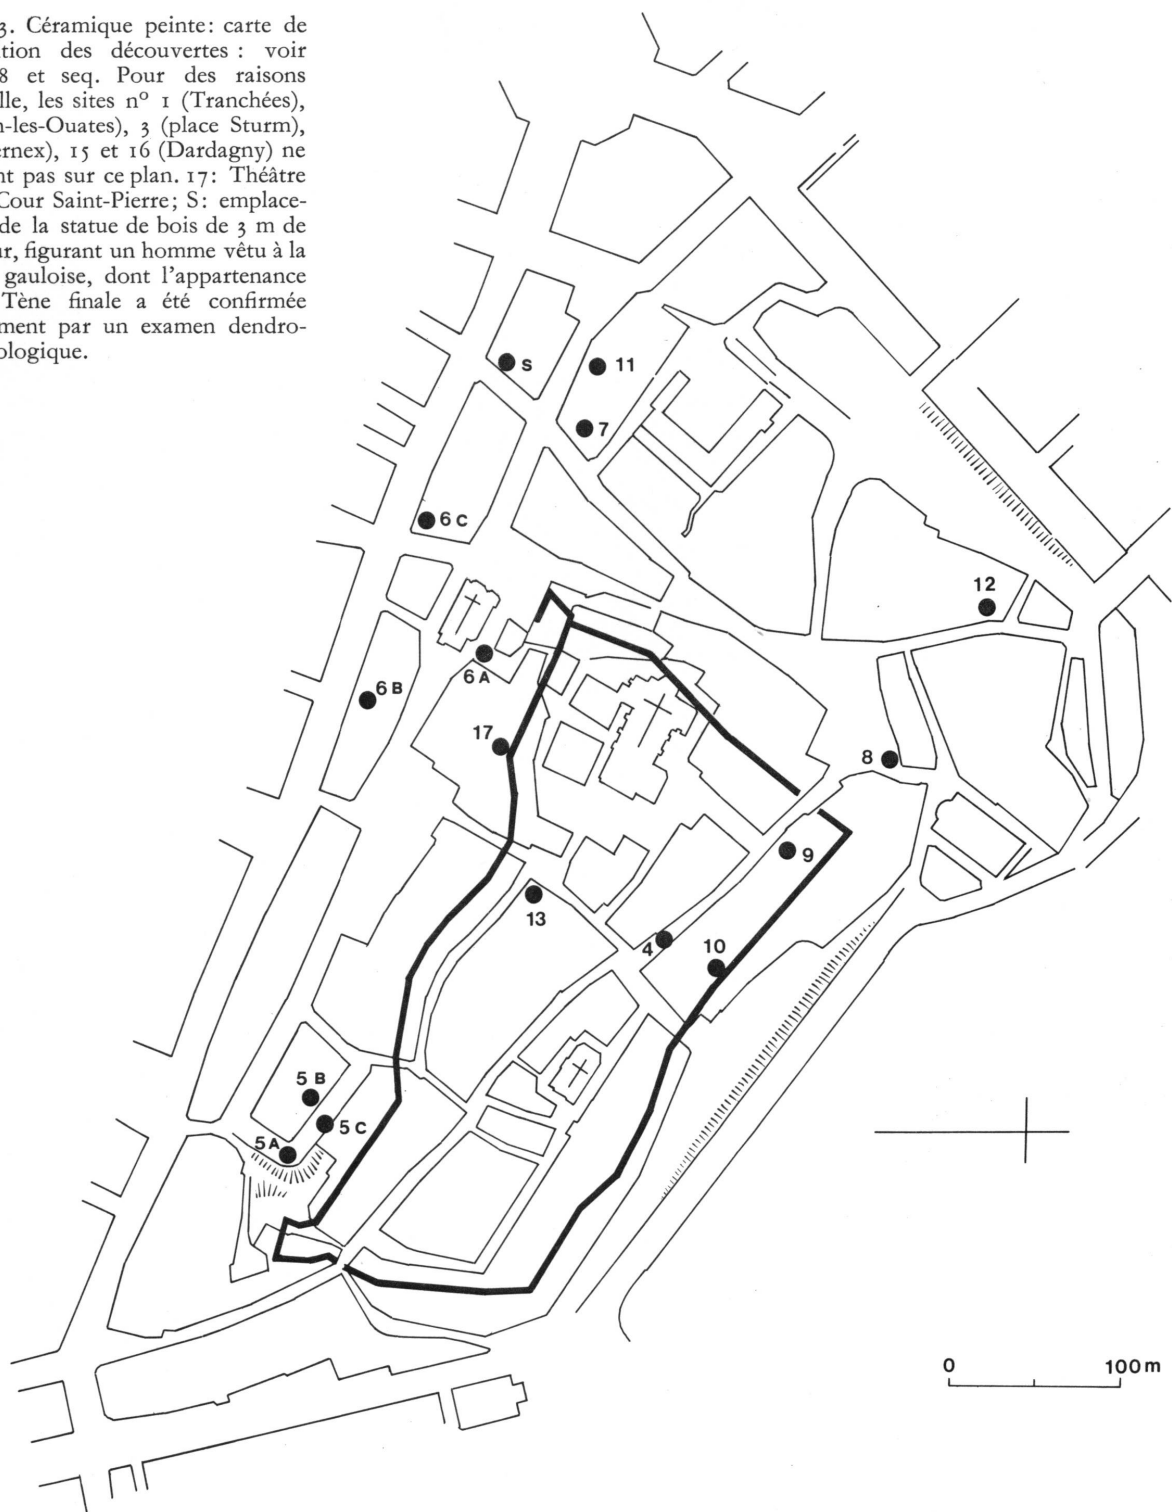 3. Céramique peinte: carte de
tion des découvertes : voir
8 et seq. Pour des raisons
lle, les sites nº 1 (Tranchées),
n-les-Ouates), 3 (place Sturm),
ernex), 15 et 16 (Dardagny) ne
nt pas sur ce plan. 17: Théâtre
Cour Saint-Pierre; S: emplace-
de la statue de bois de 3 m de
ur, figurant un homme vêtu à la
gauloise, dont l'appartenance
Tène finale a été confirmée
ment par un examen dendro-
ologique.
S
11
7
6 C
12
6 A
6 B
17
8
9
13
4
10
5 B
5 C
5 A
0
100 m